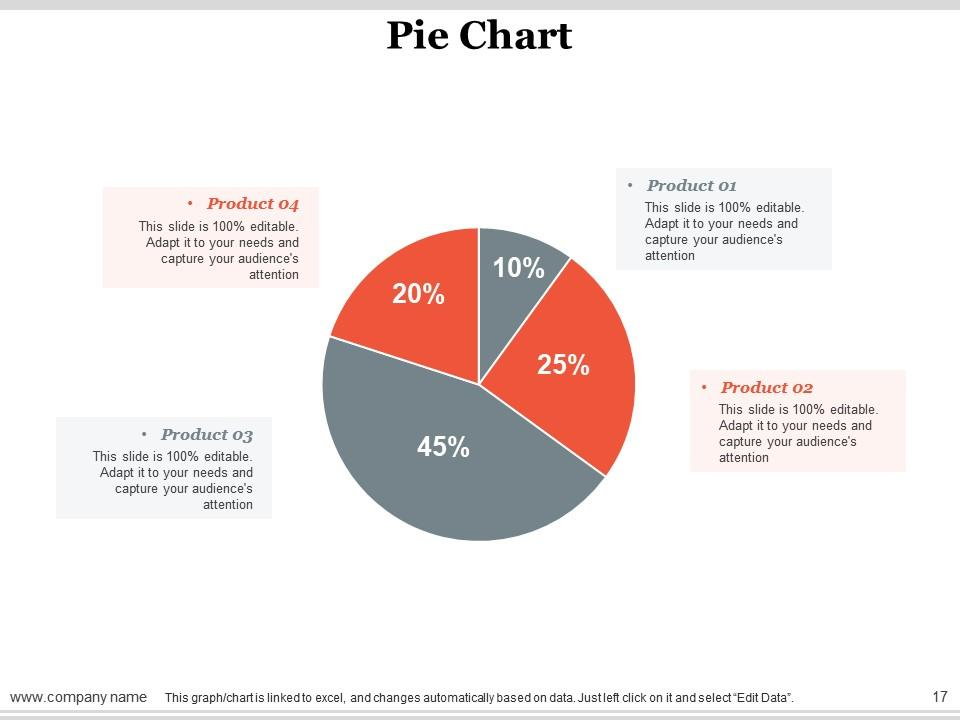 Pie Chart
• Product 04
This slide is 100% editable.
Adapt it to your needs and
capture your audience's
attention
• Product 01
This slide is 100% editable.
Adapt it to your needs and
capture your audience's
attention
10%
20%
25%
45%
• Product 02
This slide is 100% editable.
Adapt it to your needs and
capture your audience's
attention
• Product 03
This slide is 100% editable.
Adapt it to your needs and
capture your audience's
attention
www.company name
This graph/chart is linked to excel, and changes automatically based on data. Just left click on it and select “Edit Data”.
17